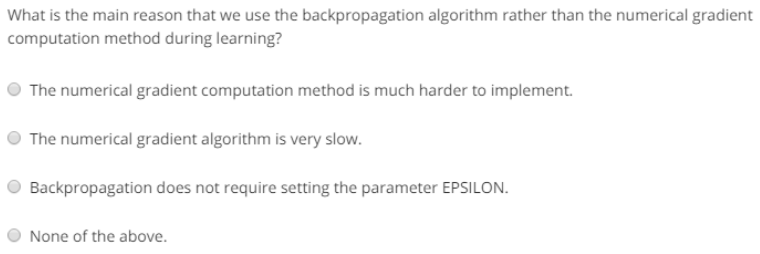 What is the main reason that we use the backpropagation algorithm rather than the numerical gradient
computation method during learning?
The numerical gradient computation method is much harder to implement.
The numerical gradient algorithm is very slow.
Backpropagation does not require setting the parameter EPSILON.
None of the above.